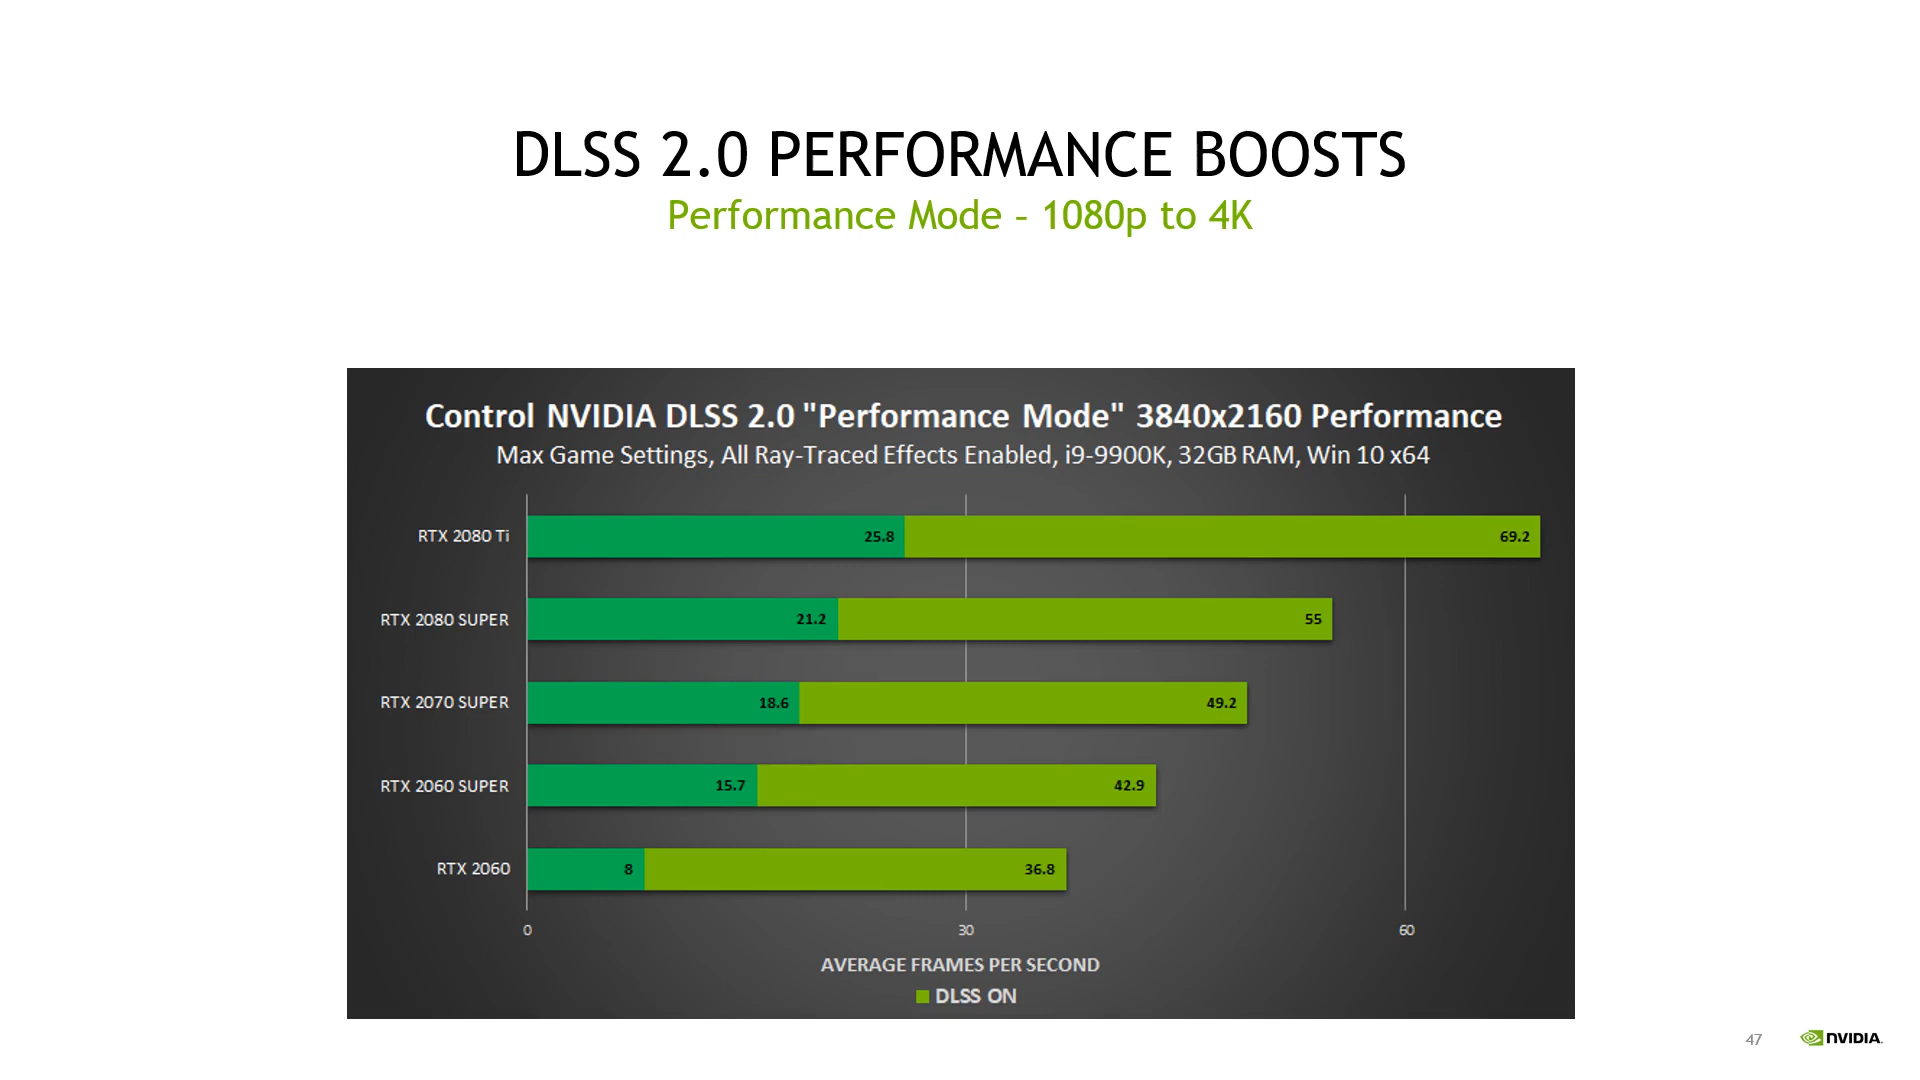 DLSS 2.0 PERFORMANCE BOOSTS
Performance Mode – 1080p to 4K
Control NVIDIA DLSS 2.0 "Performance Mode" 3840x2160 Performance
Max Game Settings, All Ray-Traced Effects Enabled, i9-9900K, 32GB RAM, Win 10 x64
RTX 2080 Ti 25.8 69.2
RTX 2080 SUPER 21.2 55
RTX 2070 SUPER 18.6 49.2
RTX 2060 SUPER 15.7 42.9
RTX 2060 8 36.8
0 30 60
AVERAGE FRAMES PER SECOND
DLSS ON
47 NVIDIA.